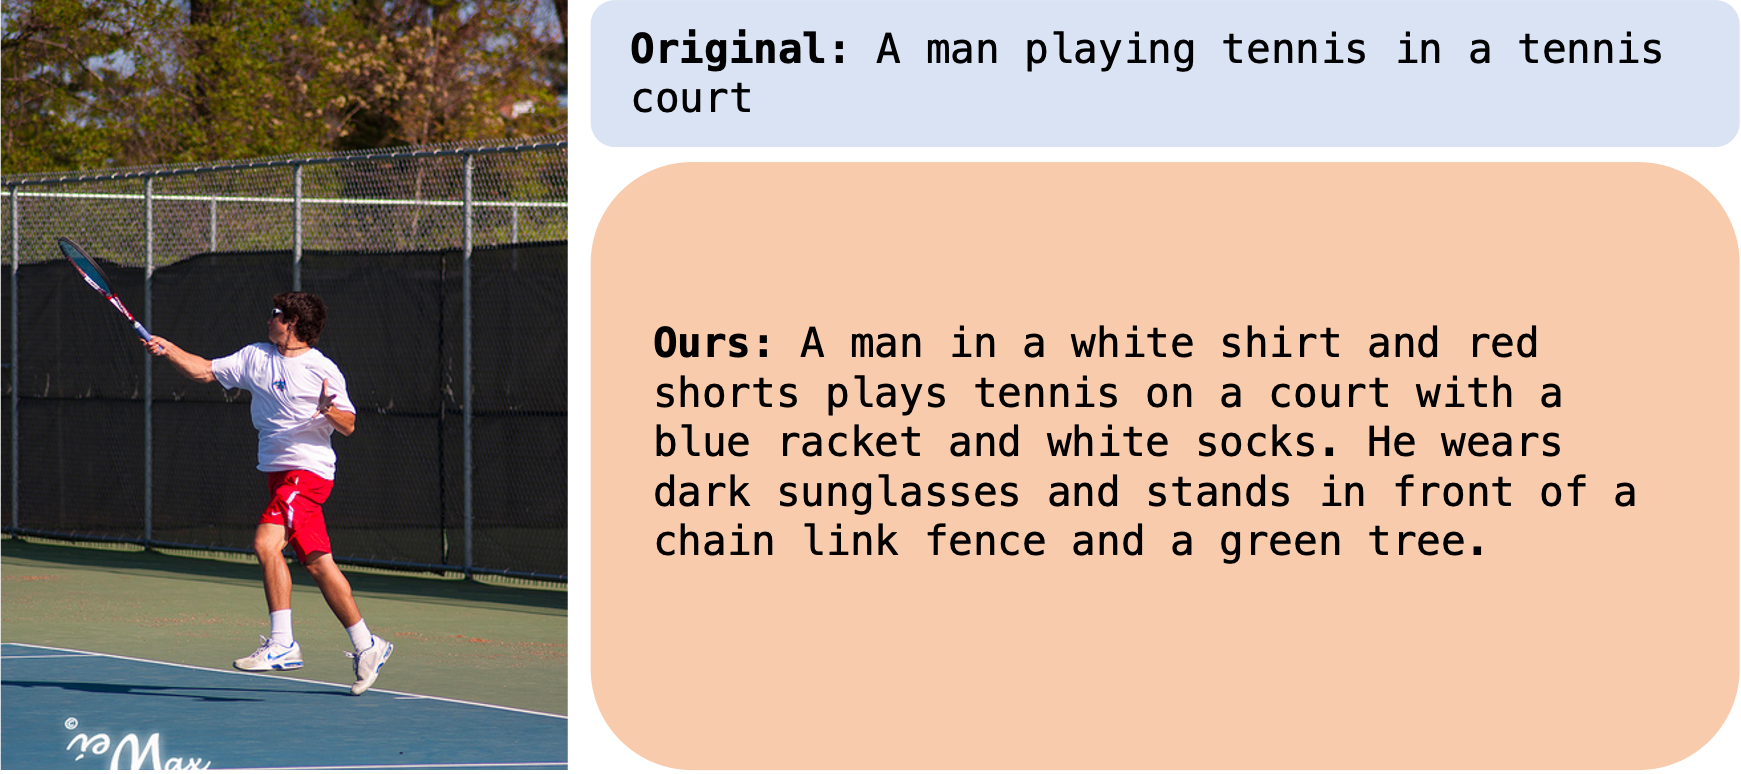 Original: A man playing tennis in a tennis
court
Ours: A man in a white shirt and red
shorts plays tennis on a court with a
blue racket and white socks. He wears
dark sunglasses and stands in front of a
chain link fence and a green tree.
©
Max